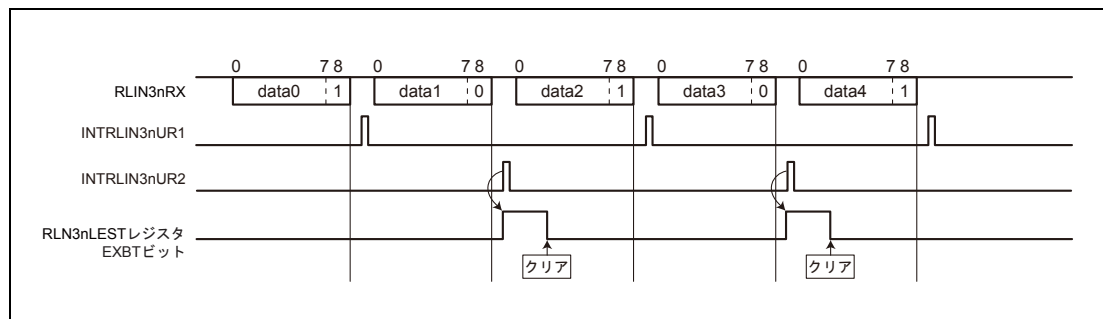 0 7 8 0 7 8 0 7 8 0 7 8 0 7 8
RLIN3nRX data0 1 data1 0 data2 1 data3 0 data4 1
INTRLIN3nUR1
INTRLIN3nUR2
RLN3nLESTレジスタ
EXBTビット
クリア クリア